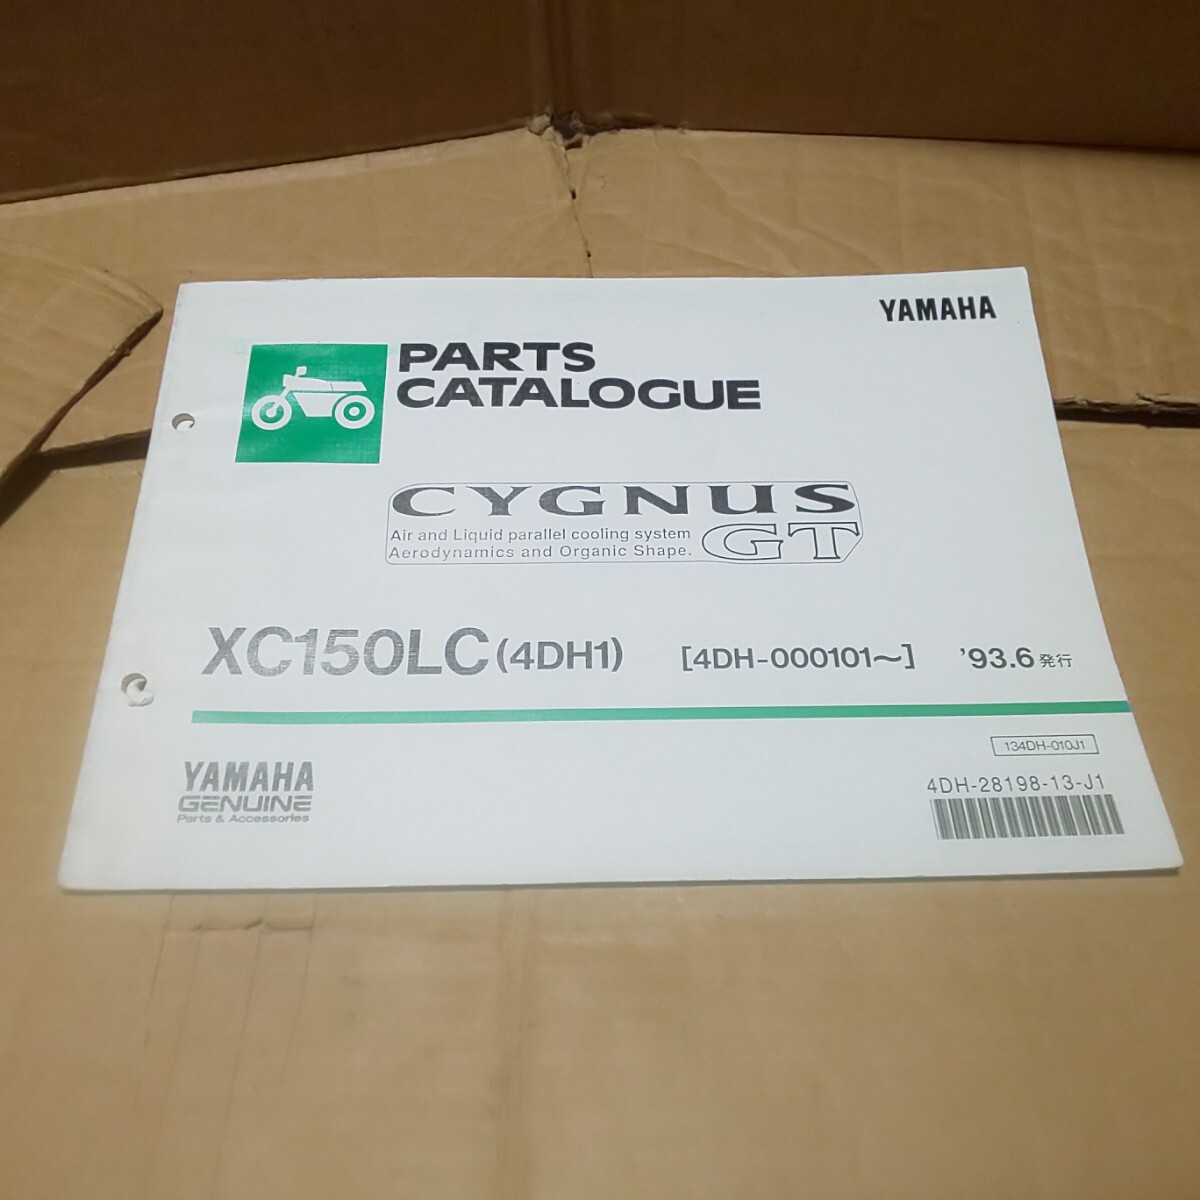 YAMAHA
PARTS
CATALOGUE
CYGNUS
Air and Liquid parallel cooling system
Aerodynamics and Organic Shape.
GT
XC150LC (4DH1) [4DH-000101~] '93.6 発行
134DH-010J1
YAMAHA
GENUINE
Parts & Accessories
4DH-28198-13-J1